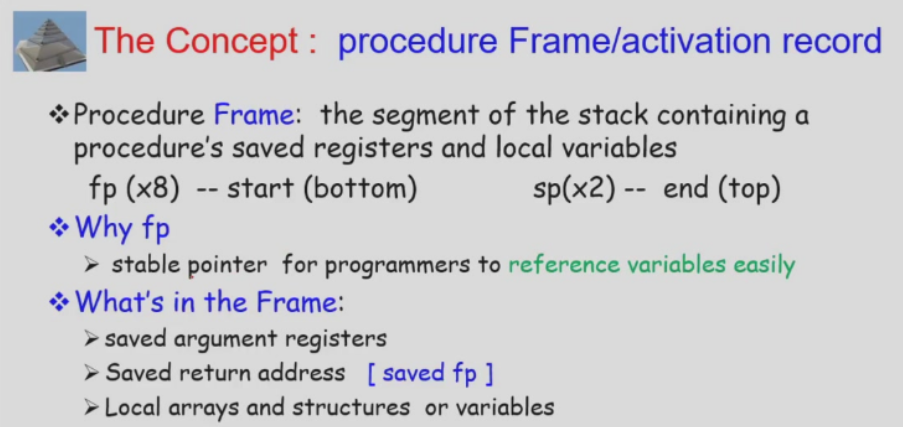 The Concept : procedure Frame/activation record
❖Procedure Frame: the segment of the stack containing a
procedure's saved registers and local variables
fp (x8) -- start (bottom) sp(x2) -- end (top)
❖Why fp
➢ stable pointer for programmers to reference variables easily
❖What's in the Frame:
➢saved argument registers
➢Saved return address [ saved fp ]
➢Local arrays and structures or variables